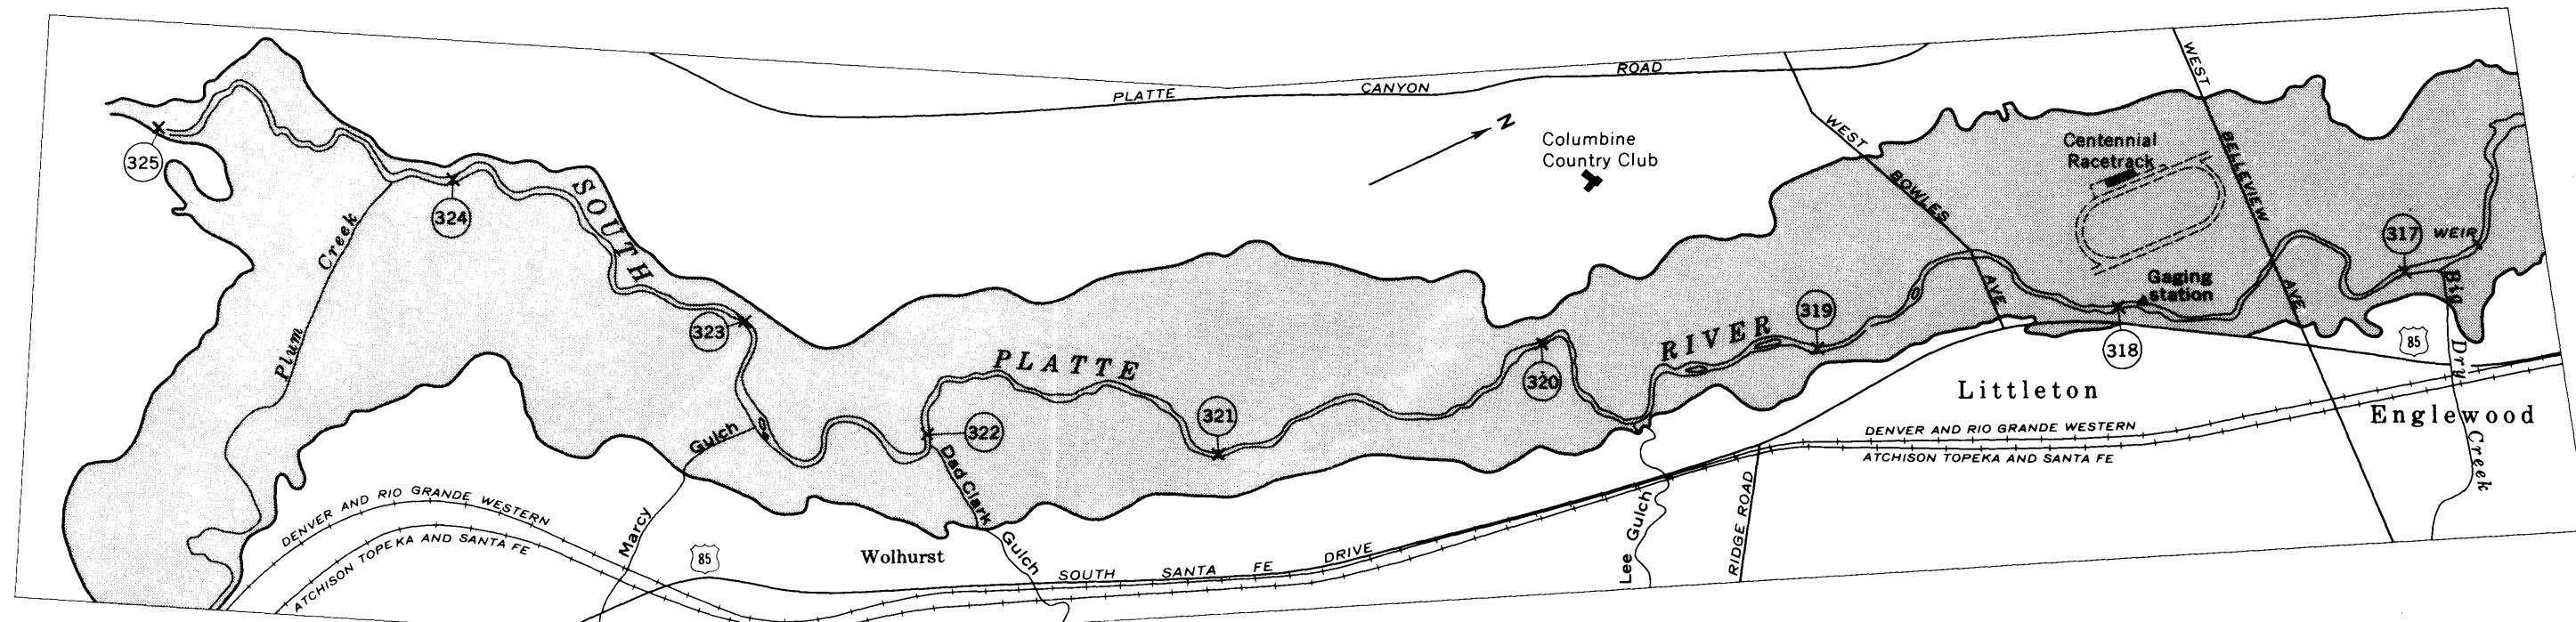 PLATTE CANYON ROAD
N
Columbine
Country Club
WEST BOWLES AVE
WEST BELLEVIEW AVE
Centennial
Racetrack
Gaging
station
317
WEIR
318
319
320
321
322
323
324
325
SOUTH PLATTE RIVER
Plum Creek
Marcy Gulch
Dad Clark Gulch
Lee Gulch
Big Dry Creek
85
85
Littleton
Englewood
Wolhurst
DENVER AND RIO GRANDE WESTERN
ATCHISON TOPEKA AND SANTA FE
DENVER AND RIO GRANDE WESTERN
ATCHISON TOPEKA AND SANTA FE
SOUTH SANTA FE DRIVE
RIDGE ROAD